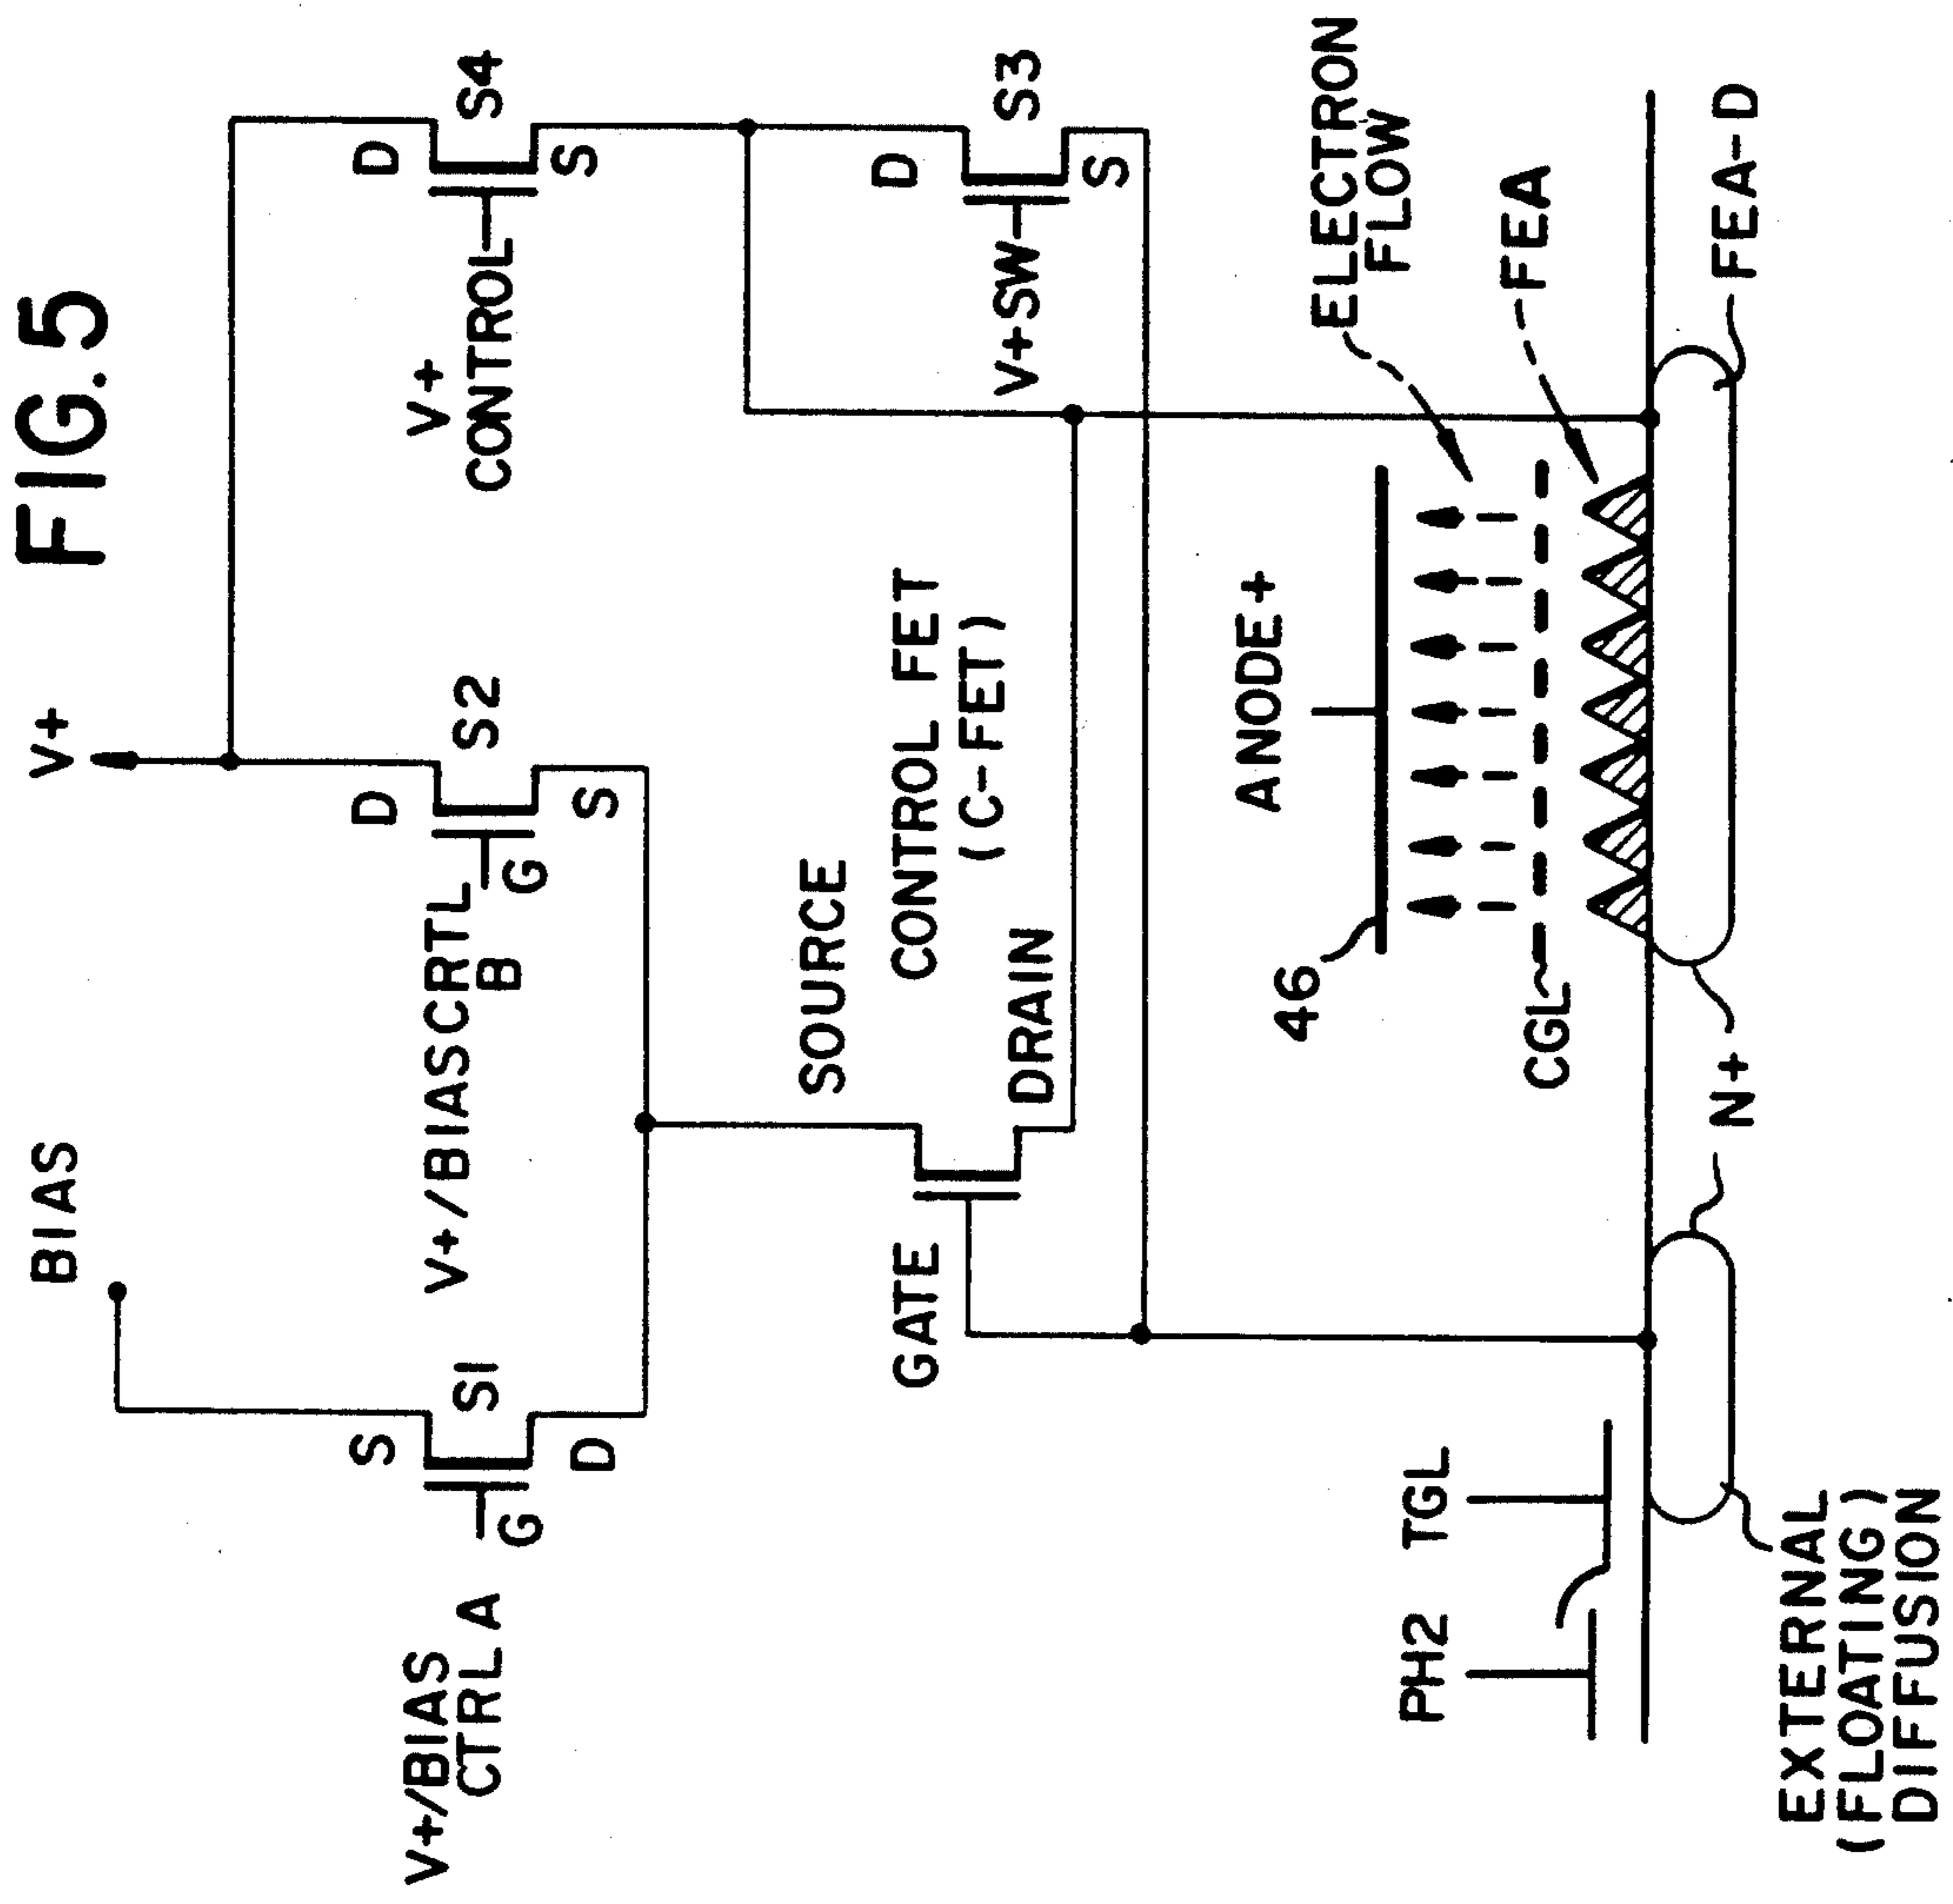 FIG.5
BIAS
V+
V+/BIAS
CTRL A
S
S1
G
D
V+/BIASCRTL
B
D
S2
G
S
V+
CONTROL
D
S4
S
SOURCE
GATE
CONTROL FET
(C-FET)
DRAIN
D
V+SW
S3
S
ANODE+
46
ELECTRON
FLOW
PH2
TGL
CGL
FEA
N+
FEA-D
EXTERNAL
(FLOATING)
DIFFUSION